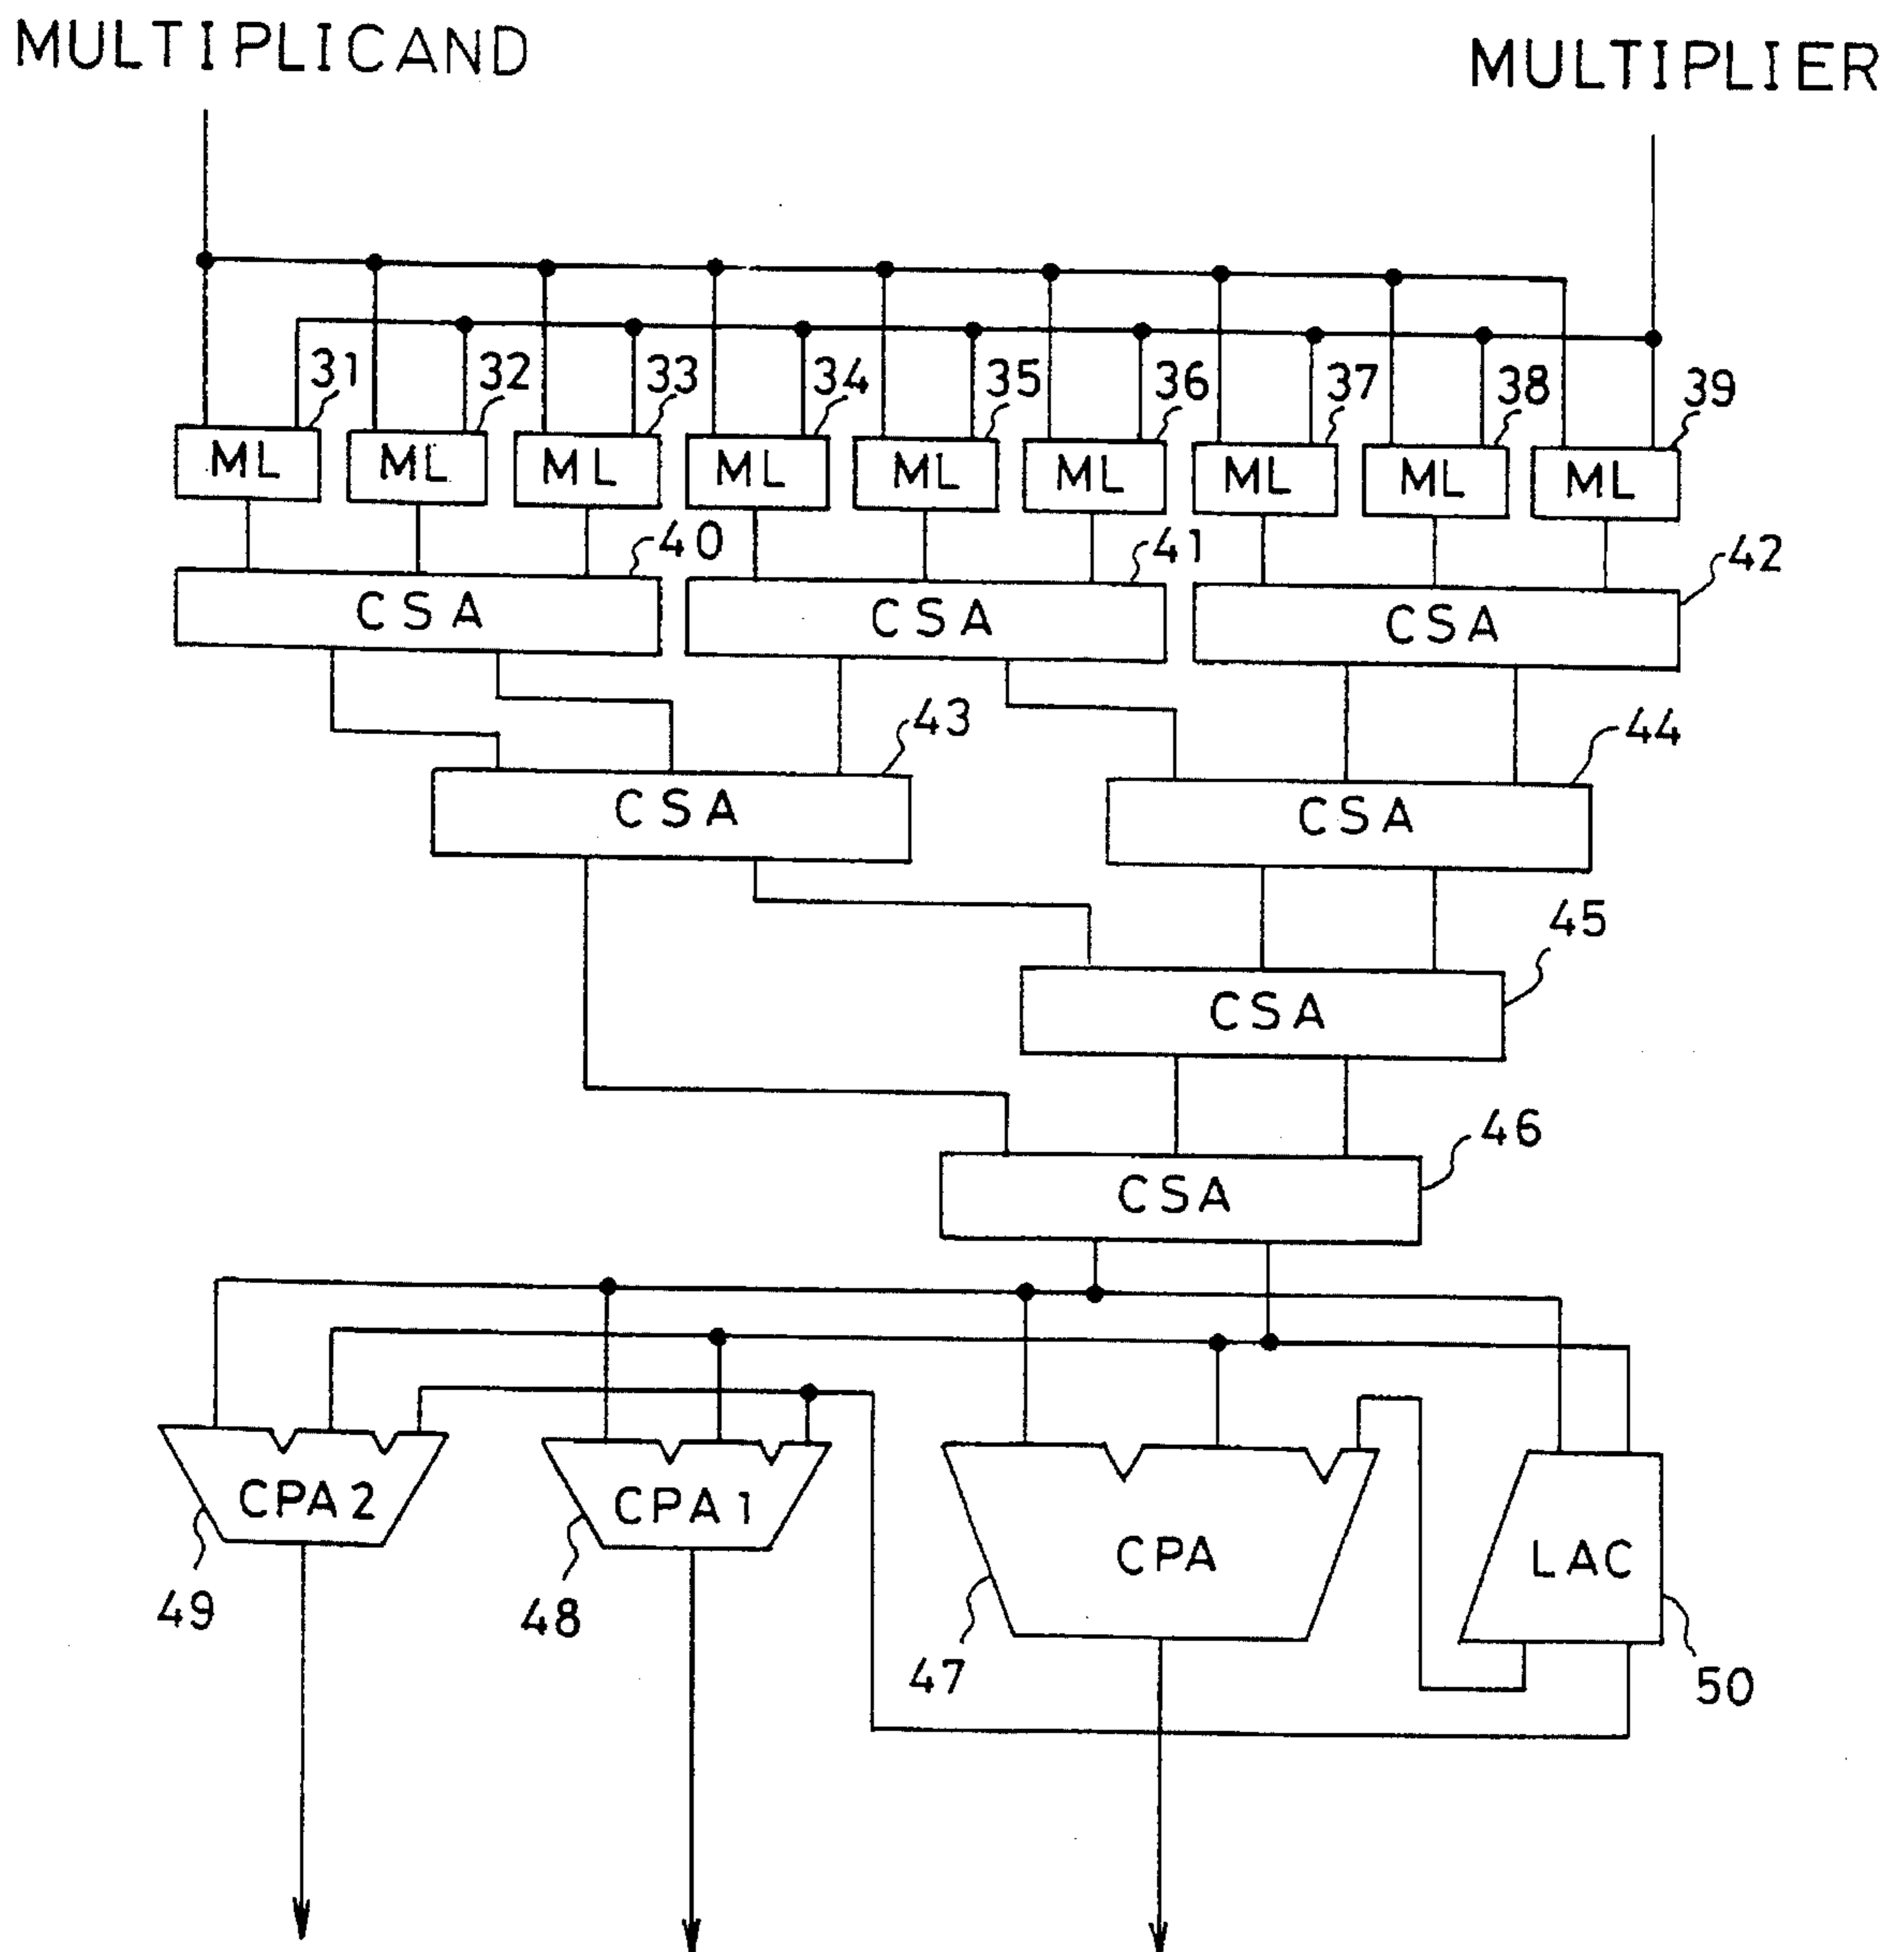 MULTIPLICAND
MULTIPLIER
31 32 33 34 35 36 37 38 39
ML ML ML ML ML ML ML ML ML
40 41 42
CSA CSA CSA
43 44
CSA CSA
45
CSA
46
CSA
CPA2 CPA1 CPA LAC
49 48 47 50